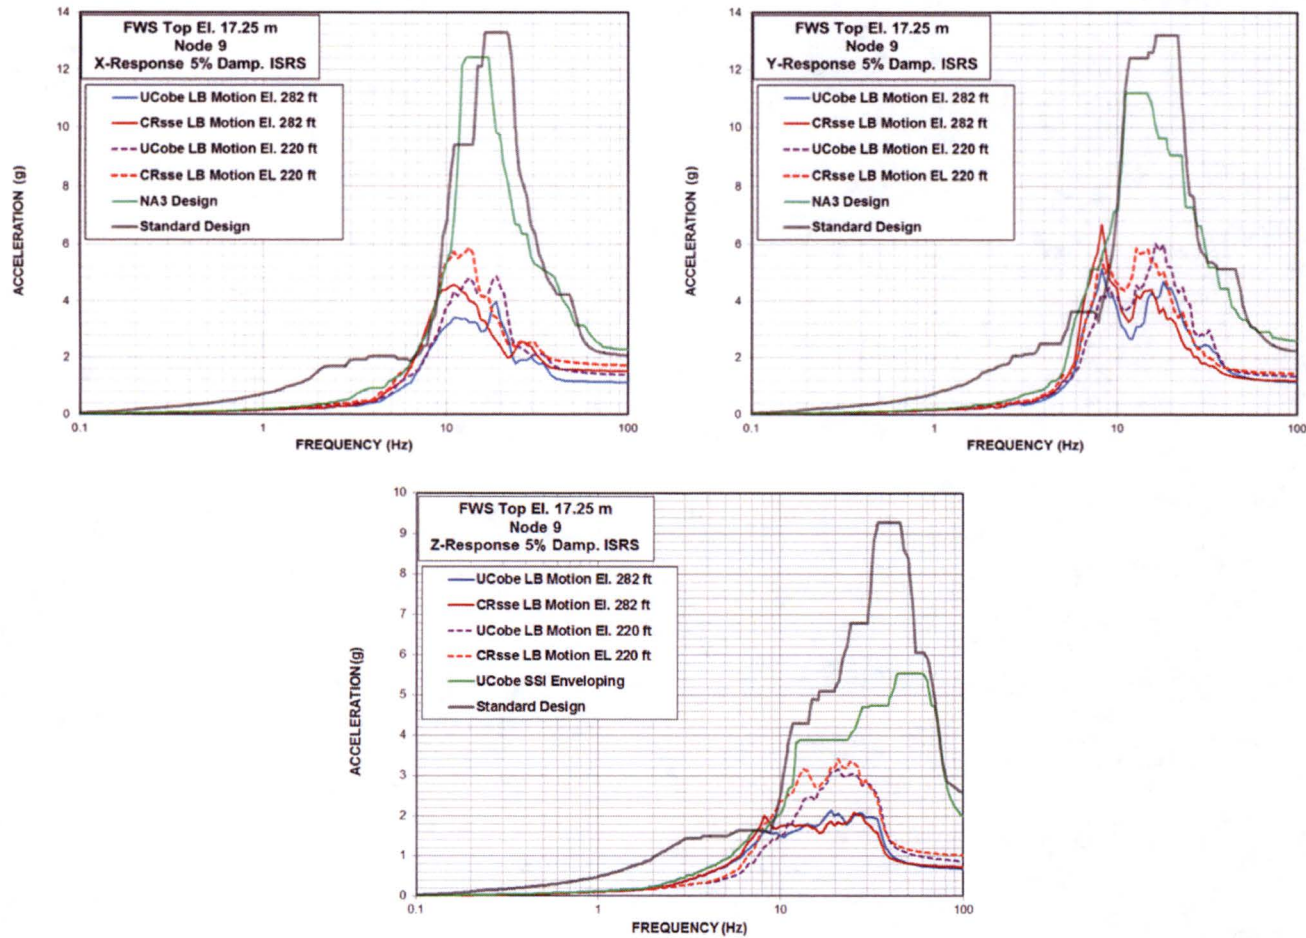 FWS Top El. 17.25 m
Node 9
X-Response 5% Damp. ISRS
UCobe LB Motion El. 282 ft
CRsse LB Motion El. 282 ft
UCobe LB Motion El. 220 ft
CRsse LB Motion EL 220 ft
NA3 Design
Standard Design
ACCELERATION (g)
14
12
10
8
6
4
2
0
0.1
1
10
100
FREQUENCY (Hz)
FWS Top El. 17.25 m
Node 9
Y-Response 5% Damp. ISRS
UCobe LB Motion El. 282 ft
CRsse LB Motion El. 282 ft
UCobe LB Motion El. 220 ft
CRsse LB Motion EL 220 ft
NA3 Design
Standard Design
ACCELERATION (g)
14
12
10
8
6
4
2
0
0.1
1
10
100
FREQUENCY (Hz)
FWS Top El. 17.25 m
Node 9
Z-Response 5% Damp. ISRS
UCobe LB Motion El. 282 ft
CRsse LB Motion El. 282 ft
UCobe LB Motion El. 220 ft
CRsse LB Motion EL 220 ft
UCobe SSI Enveloping
Standard Design
ACCELERATION (g)
10
9
8
7
6
5
4
3
2
1
0
0.1
1
10
100
FREQUENCY (Hz)